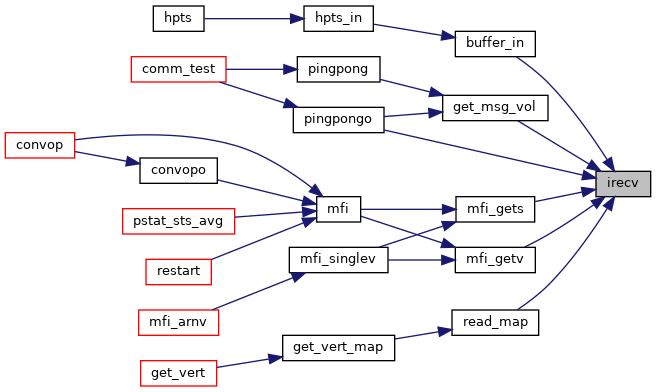 hpts
hpts_in
buffer_in
comm_test
pingpong
get_msg_vol
pingpongo
convop
convopo
irecv
mfi
mfi_gets
pstat_sts_avg
mfi_singlev
mfi_getv
restart
mfi_arnv
read_map
get_vert_map
get_vert